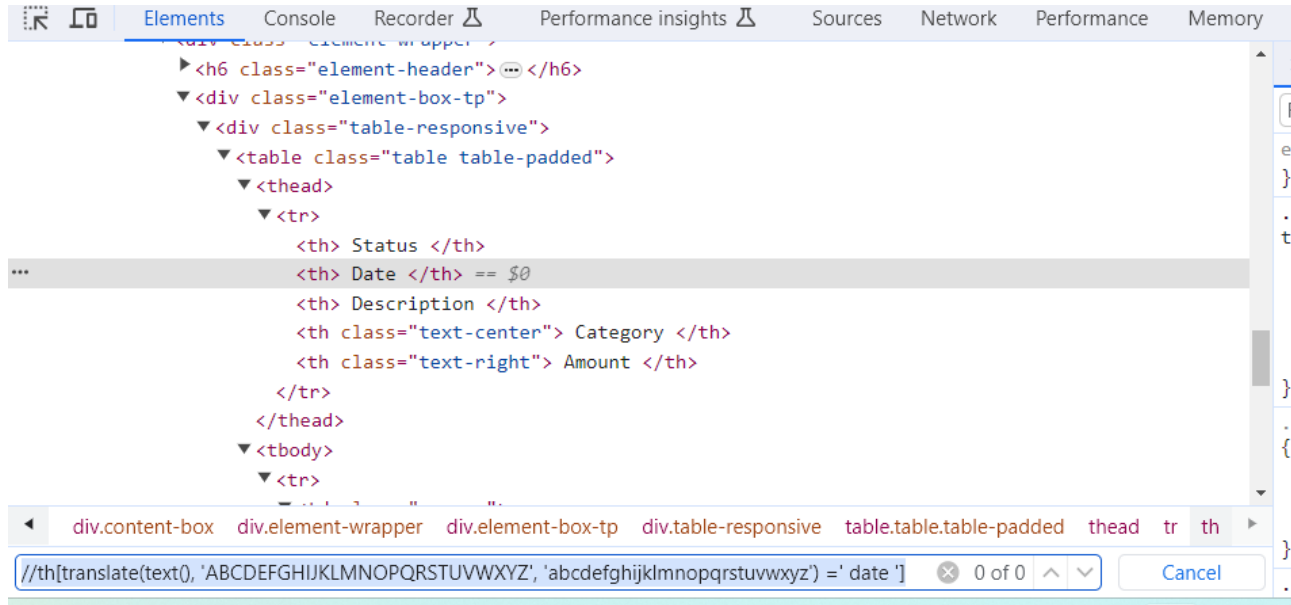 Elements Console Recorder Performance insights Sources Network Performance Memory
<div class="element-wrapper">
▶<h6 class="element-header">⋯</h6>
▼<div class="element-box-tp">
▼<div class="table-responsive">
▼<table class="table table-padded">
▼<thead>
▼<tr>
<th> Status </th>
... <th> Date </th> == $0
<th> Description </th>
<th class="text-center"> Category </th>
<th class="text-right"> Amount </th>
</tr>
</thead>
▼<tbody>
▼<tr>
div.content-box div.element-wrapper div.element-box-tp div.table-responsive table.table.table-padded thead tr th
//th[translate(text(), 'ABCDEFGHIJKLMNOPQRSTUVWXYZ', 'abcdefghijklmnopqrstuvwxyz') =' date '] 0 of 0 Cancel